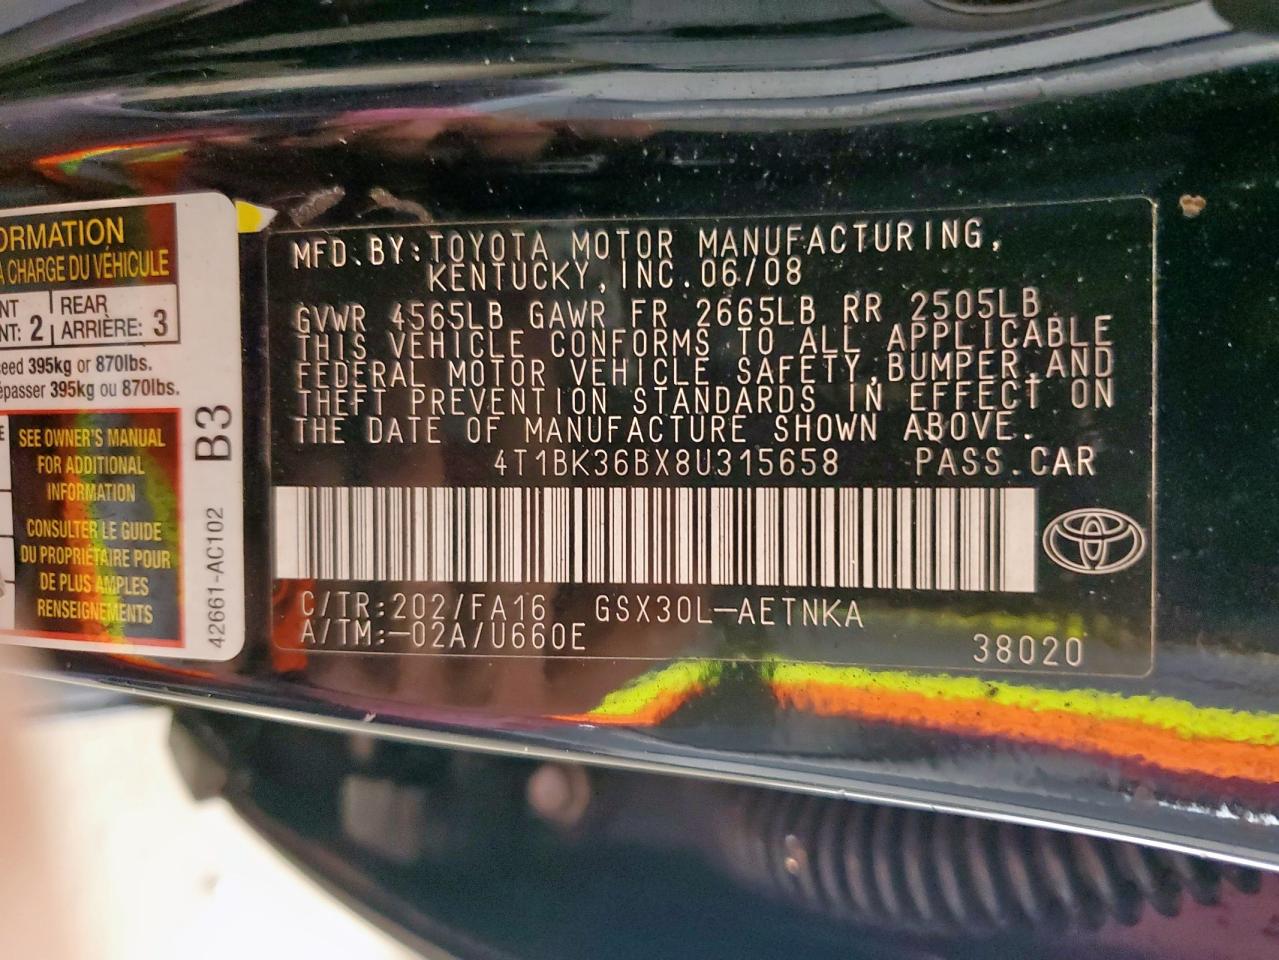 ORMATION
A CHARGE DU VÉHICULE
NT
REAR
NT: 2
ARRIÈRE: 3
eed 395kg or 870lbs.
épasser 395kg ou 870lbs.
SEE OWNER'S MANUAL
FOR ADDITIONAL
INFORMATION
CONSULTER LE GUIDE
DU PROPRIÉTAIRE POUR
DE PLUS AMPLES
RENSEIGNEMENTS
B3
42661-AC102
MFD.BY:TOYOTA MOTOR MANUFACTURING,
KENTUCKY,INC.06/08
GVWR 4565LB GAWR FR 2665LB RR 2505LB
THIS VEHICLE CONFORMS TO ALL APPLICABLE
FEDERAL MOTOR VEHICLE SAFETY,BUMPER,AND
THEFT PREVENTION STANDARDS IN EFFECT ON
THE DATE OF MANUFACTURE SHOWN ABOVE.
4T1BK36BX8U315658 PASS.CAR
C/TR:202/FA16 GSX30L-AETNKA
A/TM:-02A/U660E
38020